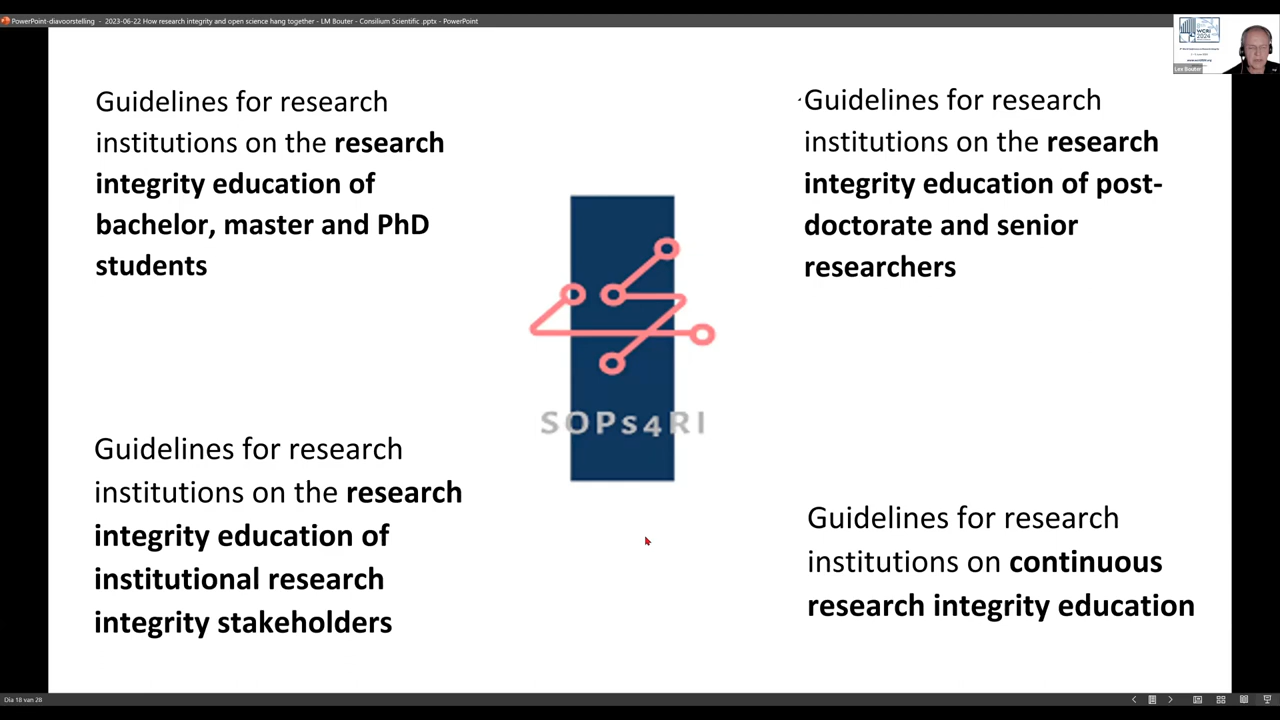 PowerPoint-diavoorstelling - 2023-06-22 How research integrity and open science hang together - LM Bouter - Consilium Scientific .pptx - PowerPoint
WCRI
2024
Lex Bouter
Guidelines for research
institutions on the research
integrity education of
bachelor, master and PhD
students
Guidelines for research
institutions on the research
integrity education of post-
doctorate and senior
researchers
SOPs4RI
Guidelines for research
institutions on the research
integrity education of
institutional research
integrity stakeholders
Guidelines for research
institutions on continuous
research integrity education
Dia 18 van 28